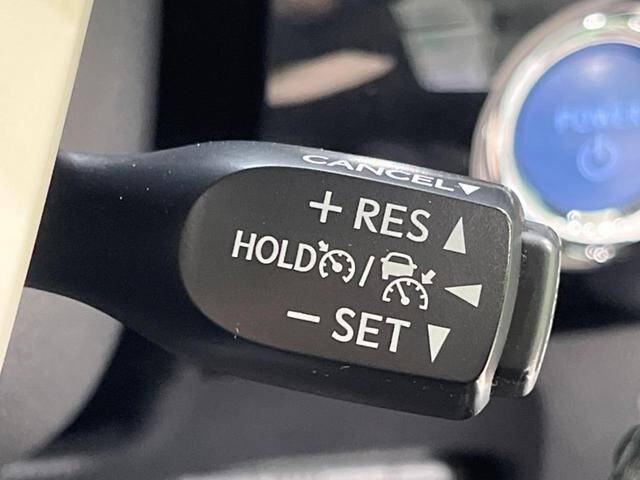 CANCEL▼
+ RES ▲
HOLD / ◀
− SET ▼
POWER